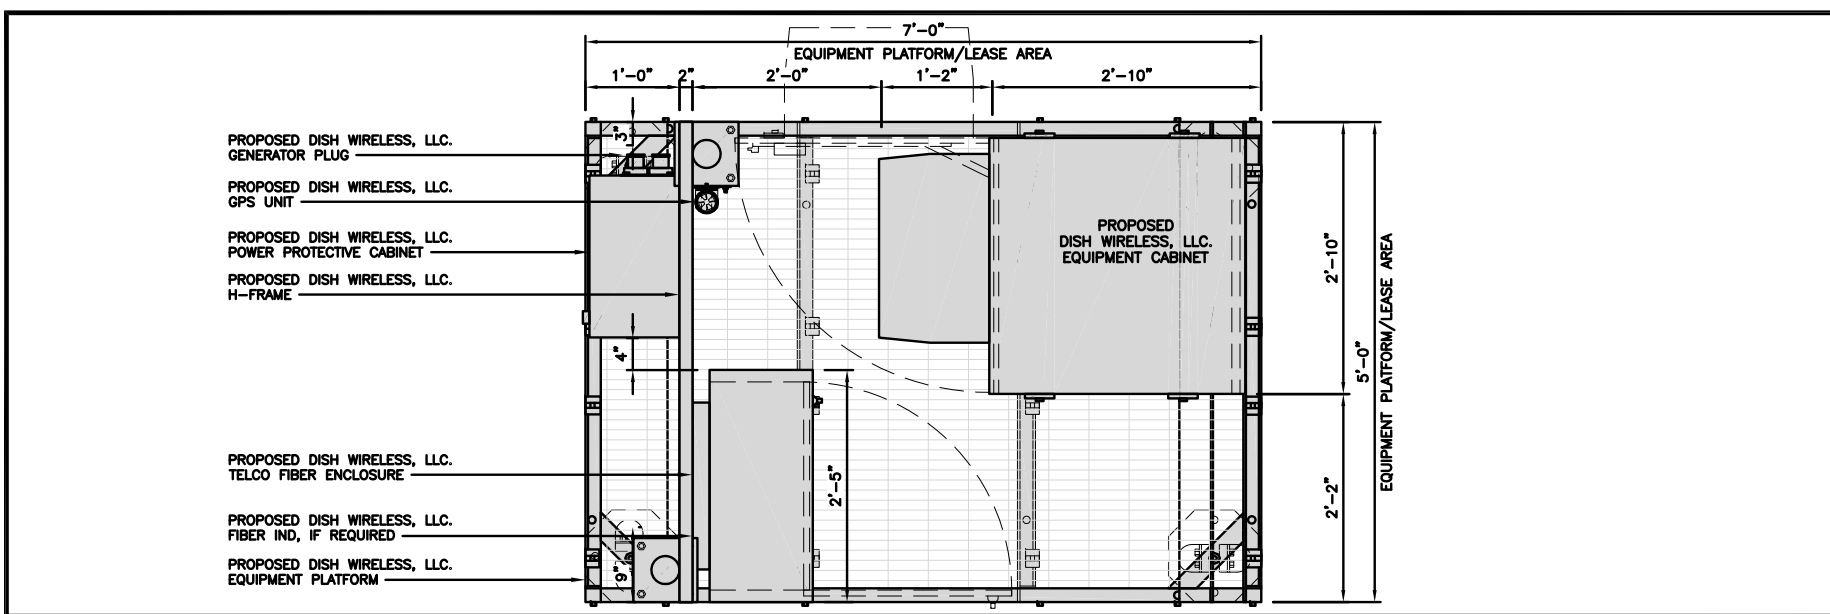 7'-0"
EQUIPMENT PLATFORM/LEASE AREA
1'-0"
2"
2'-0"
1'-2"
2'-10"
3"
PROPOSED DISH WIRELESS, LLC.
GENERATOR PLUG
PROPOSED DISH WIRELESS, LLC.
GPS UNIT
PROPOSED DISH WIRELESS, LLC.
POWER PROTECTIVE CABINET
PROPOSED DISH WIRELESS, LLC.
H-FRAME
PROPOSED
DISH WIRELESS, LLC.
EQUIPMENT CABINET
2'-10"
5'-0"
EQUIPMENT PLATFORM/LEASE AREA
4"
2'-5"
2'-2"
PROPOSED DISH WIRELESS, LLC.
TELCO FIBER ENCLOSURE
PROPOSED DISH WIRELESS, LLC.
FIBER IND, IF REQUIRED
PROPOSED DISH WIRELESS, LLC.
EQUIPMENT PLATFORM
9"